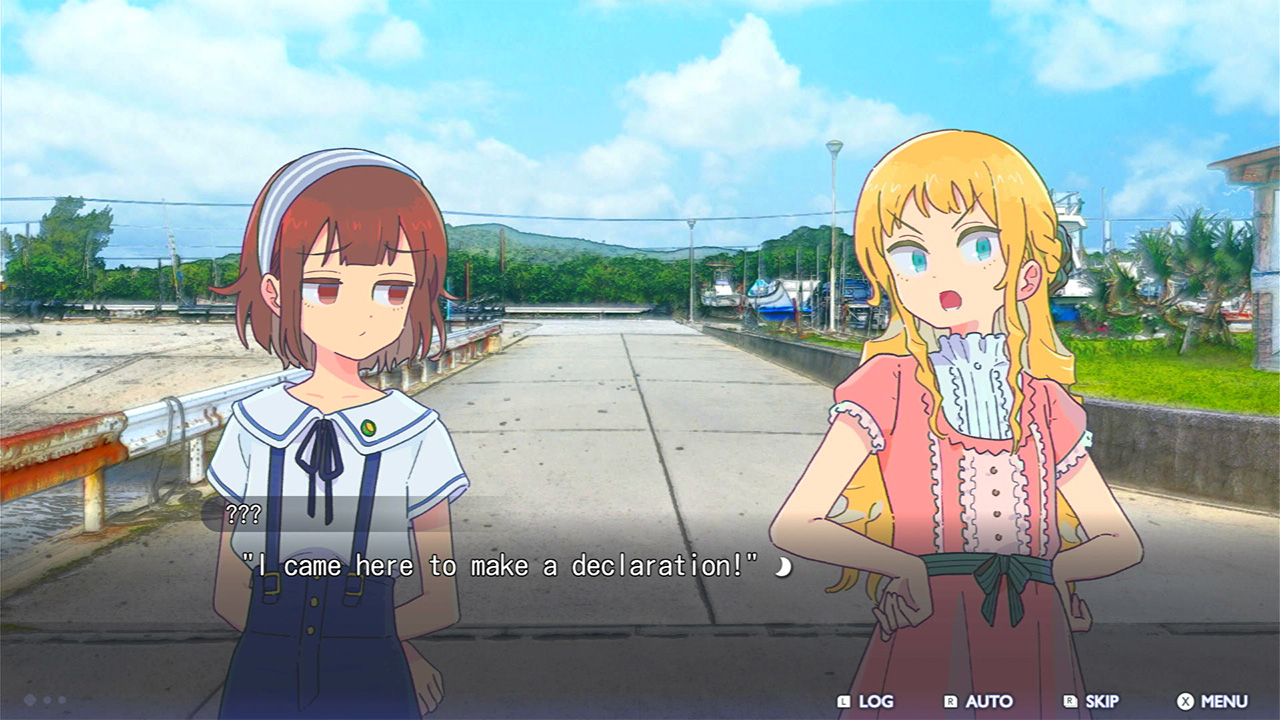 ???
"I came here to make a declaration!"
L LOG
R AUTO
R SKIP
X MENU